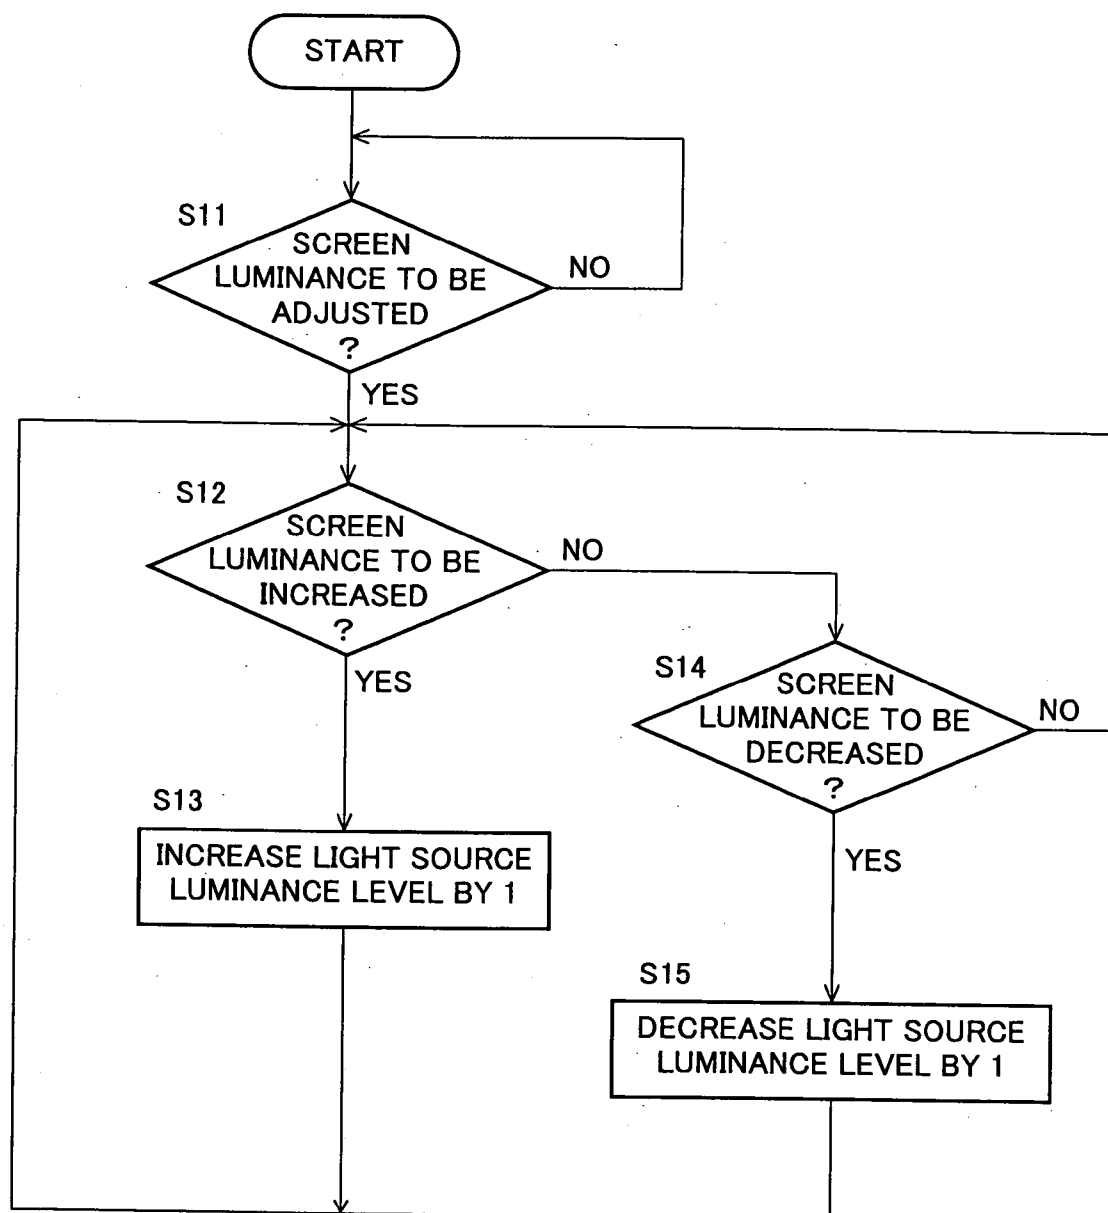 START
S11
SCREEN
LUMINANCE TO BE
ADJUSTED
?
NO
YES
S12
SCREEN
LUMINANCE TO BE
INCREASED
?
NO
YES
S14
SCREEN
LUMINANCE TO BE
DECREASED
?
NO
YES
S13
INCREASE LIGHT SOURCE
LUMINANCE LEVEL BY 1
S15
DECREASE LIGHT SOURCE
LUMINANCE LEVEL BY 1